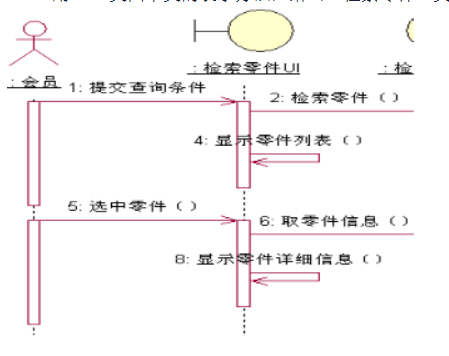 : 会员
: 检索零件UI
: 检
1: 提交查询条件
2: 检索零件（）
4: 显示零件列表（）
5: 选中零件（）
6: 取零件信息（）
8: 显示零件详细信息（）